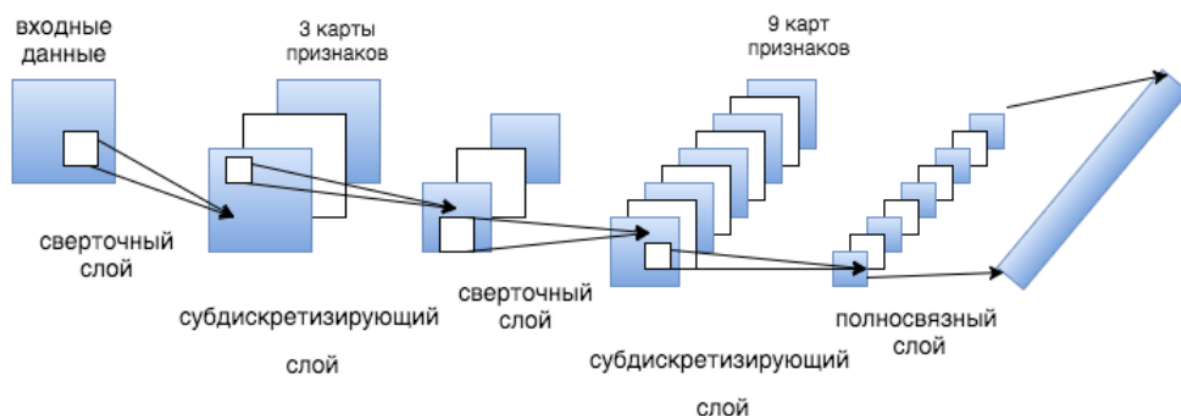 входные
данные
3 карты
признаков
9 карт
признаков
сверточный
слой
субдискретизирующий
слой
сверточный
слой
субдискретизирующий
слой
полносвязный
слой